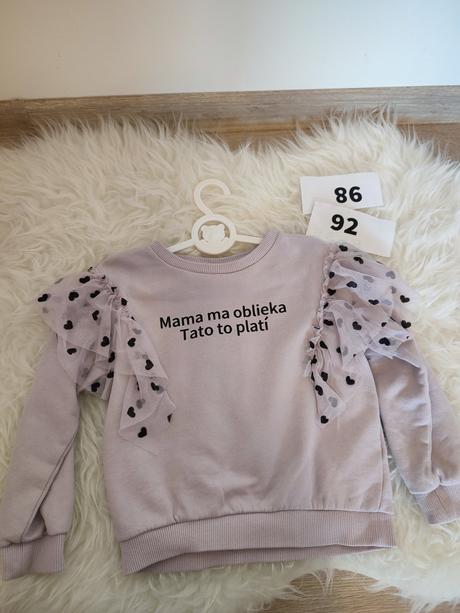 86
92
Mama ma oblieka
Tato to platí